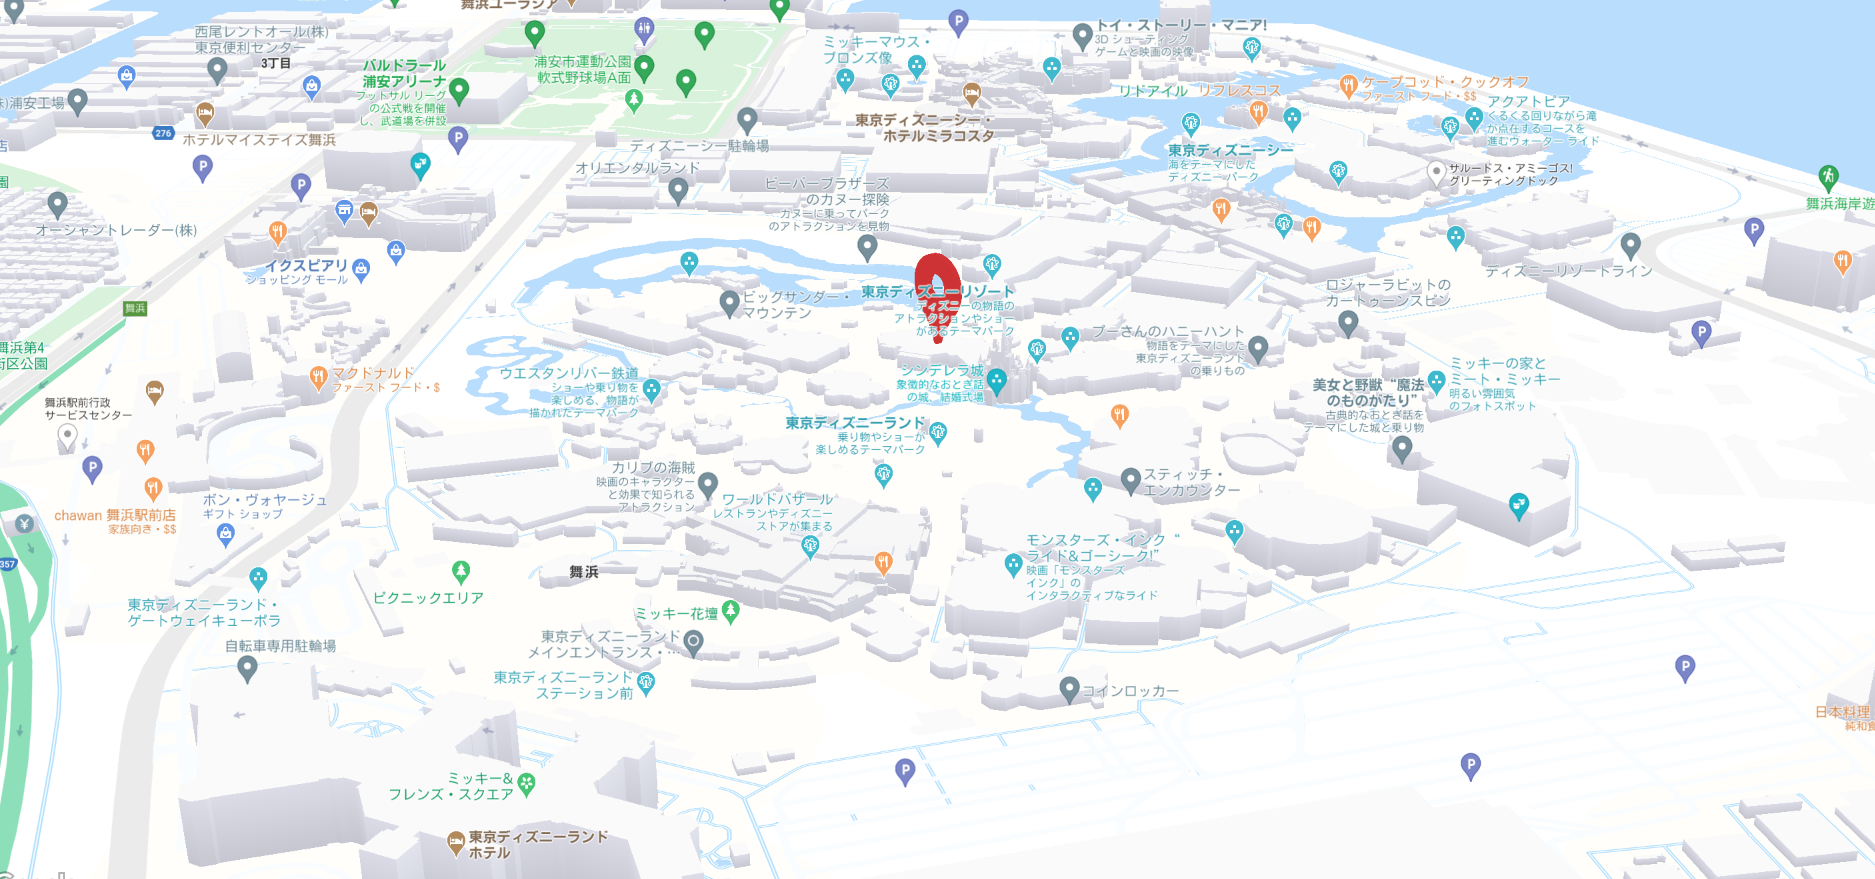 舞浜ユーラシア
西尾レントオール(株)
東京便利センター
3丁目
バルドラール
浦安アリーナ
フットサル リーグ
の公式戦を開催
し、武道場を併設
浦安市運動公園
軟式野球場A面
ミッキーマウス・
ブロンズ像
トイ・ストーリー・マニア!
3D シューティング
ゲームと映画の映像
リドアイル
リフレスコス
ケープコッド・クックオフ
ファースト フード・$$
アクアトピア
くるくる回りながら滝
が点在するコースを
進むウォーター ライド
浦安工場
276
ホテルマイステイズ舞浜
店
園
東京ディズニーシー・
ホテルミラコスタ
ディズニーシー駐輪場
オリエンタルランド
東京ディズニーシー
海をテーマにした
ディズニー パーク
サルードス・アミーゴス!
グリーティングドック
舞浜海岸遊
ビーバーブラザーズ
のカヌー探険
カヌーに乗ってパーク
のアトラクションを見物
オーシャントレーダー(株)
イクスピアリ
ショッピング モール
ディズニーリゾートライン
舞浜
ビッグサンダー・
マウンテン
東京ディズニーリゾート
ディズニーの物語の
アトラクションやショー
があるテーマパーク
ロジャーラビットの
カートゥーンスピン
プーさんのハニーハント
物語をテーマにした
東京ディズニーランド
の乗りもの
舞浜第4
街区公園
マクドナルド
ファースト フード・$
ウエスタンリバー鉄道
ショーや乗り物を
楽しめる、物語が
描かれたテーマパーク
シンデレラ城
象徴的なおとぎ話
の城、結婚式場
ミッキーの家と
ミート・ミッキー
明るい雰囲気
のフォトスポット
美女と野獣“魔法
のものがたり”
古典的なおとぎ話を
テーマにした城と乗り物
舞浜駅前行政
サービスセンター
東京ディズニーランド
乗り物やショーが
楽しめるテーマパーク
カリブの海賊
映画のキャラクター
と効果で知られる
アトラクション
スティッチ・
エンカウンター
ワールドバザール
レストランやディズニー
ストアが集まる
ボン・ヴォヤージュ
ギフト ショップ
chawan 舞浜駅前店
家族向き・$$
357
モンスターズ・インク“
ライド&ゴーシーク!”
映画「モンスターズ
インク」の
インタラクティブなライド
舞浜
ピクニックエリア
東京ディズニーランド・
ゲートウェイキューポラ
ミッキー花壇
自転車専用駐輪場
東京ディズニーランド
メインエントランス・…
東京ディズニーランド
ステーション前
コインロッカー
日本料理
純和食
ミッキー&
フレンズ・スクエア
東京ディズニーランド
ホテル